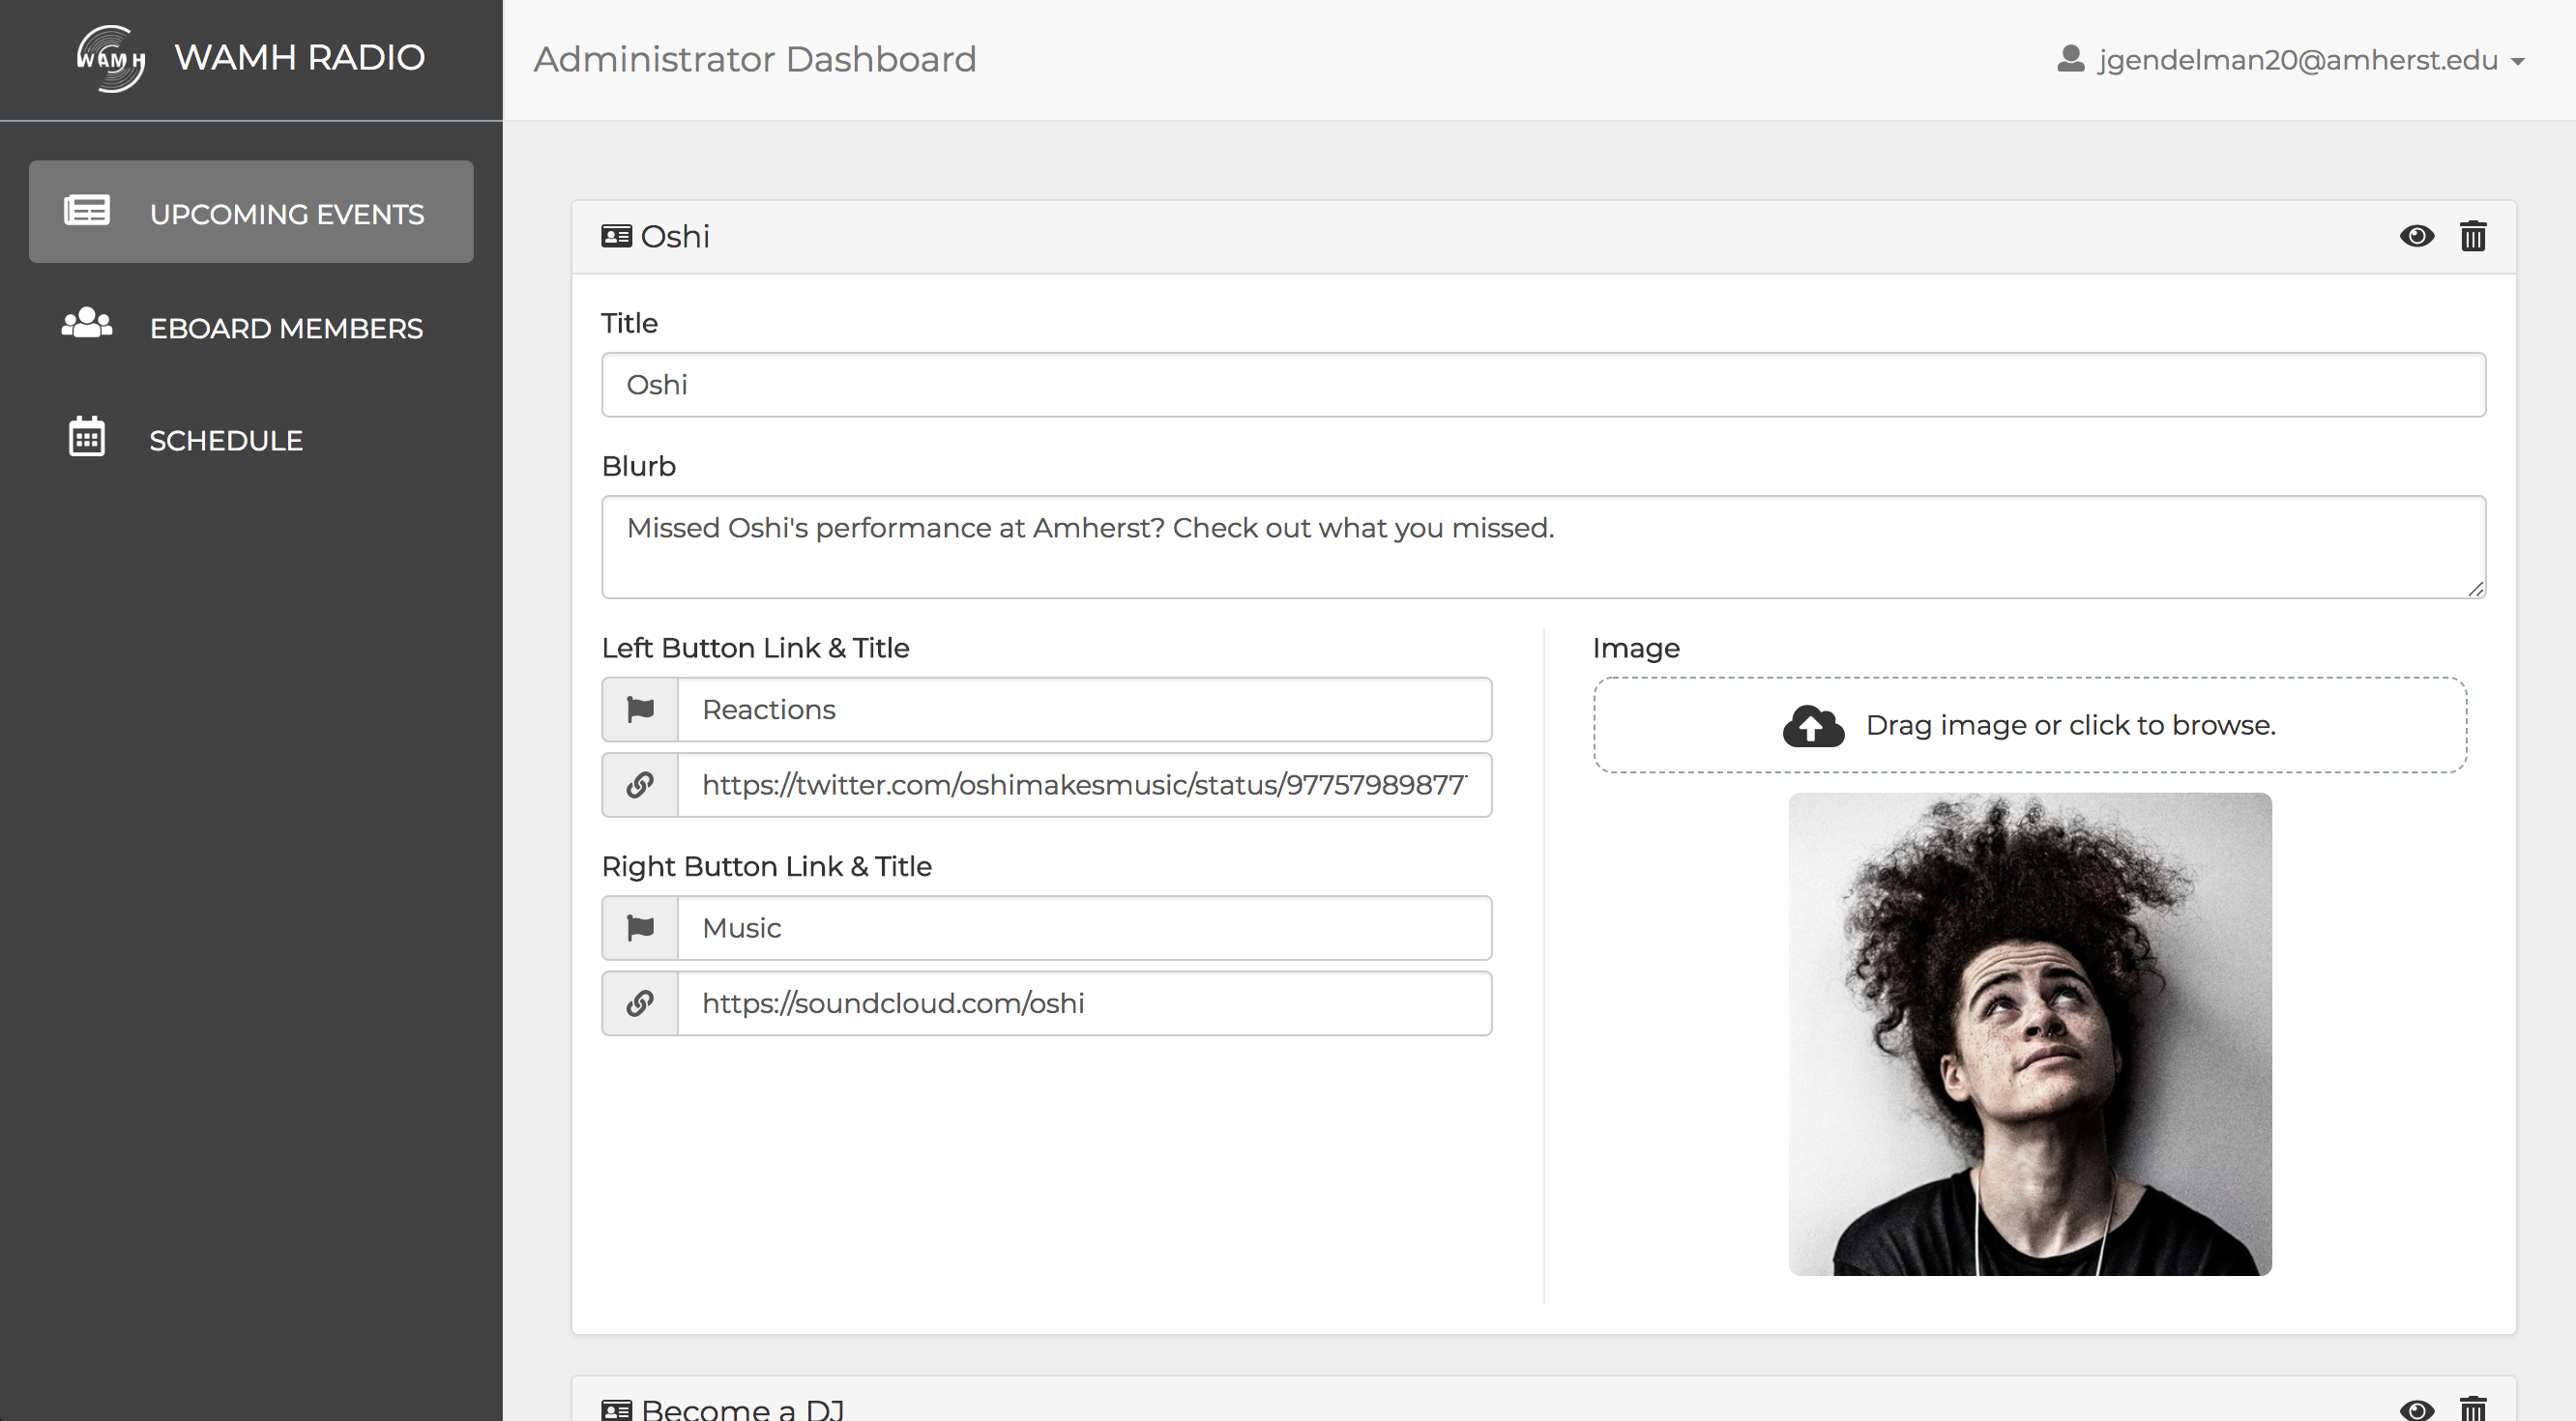 WAMH
WAMH RADIO
Administrator Dashboard
jgendelman20@amherst.edu
UPCOMING EVENTS
EBOARD MEMBERS
SCHEDULE
Oshi
Title
Oshi
Blurb
Missed Oshi's performance at Amherst? Check out what you missed.
Left Button Link & Title
Reactions
https://twitter.com/oshimakesmusic/status/97757989877
Right Button Link & Title
Music
https://soundcloud.com/oshi
Image
Drag image or click to browse.
Become a DJ